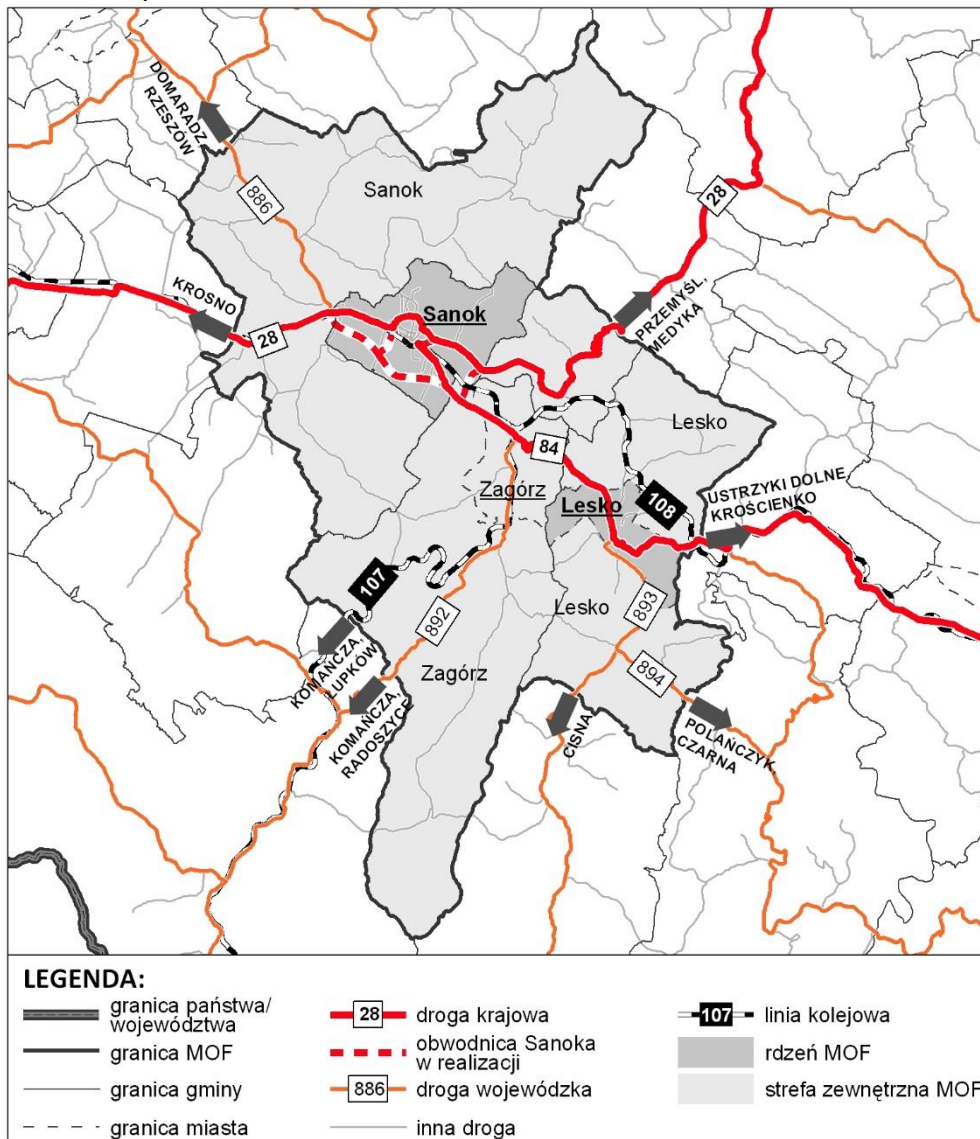 DOMARADZ
RZESZÓW
886
Sanok
28
KROSNO
28
Sanok
PRZEMYŚL,
MEDYKA
Lesko
84
Zagórz
Lesko
108
USTRZYKI DOLNE
KROŚCIENKO
107
892
Lesko
893
KOMAŃCZA,
ŁUPKÓW
Zagórz
894
KOMAŃCZA,
RADOSZYCE
CISNA
POLAŃCZYK,
CZARNA
LEGENDA:
granica państwa/
województwa
granica MOF
granica gminy
granica miasta
28 droga krajowa
obwodnica Sanoka
w realizacji
886 droga wojewódzka
inna droga
107 linia kolejowa
rdzeń MOF
strefa zewnętrzna MOF